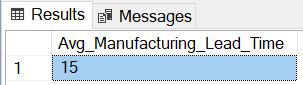 Results Messages
Avg_Manufacturing_Lead_Time
1 15